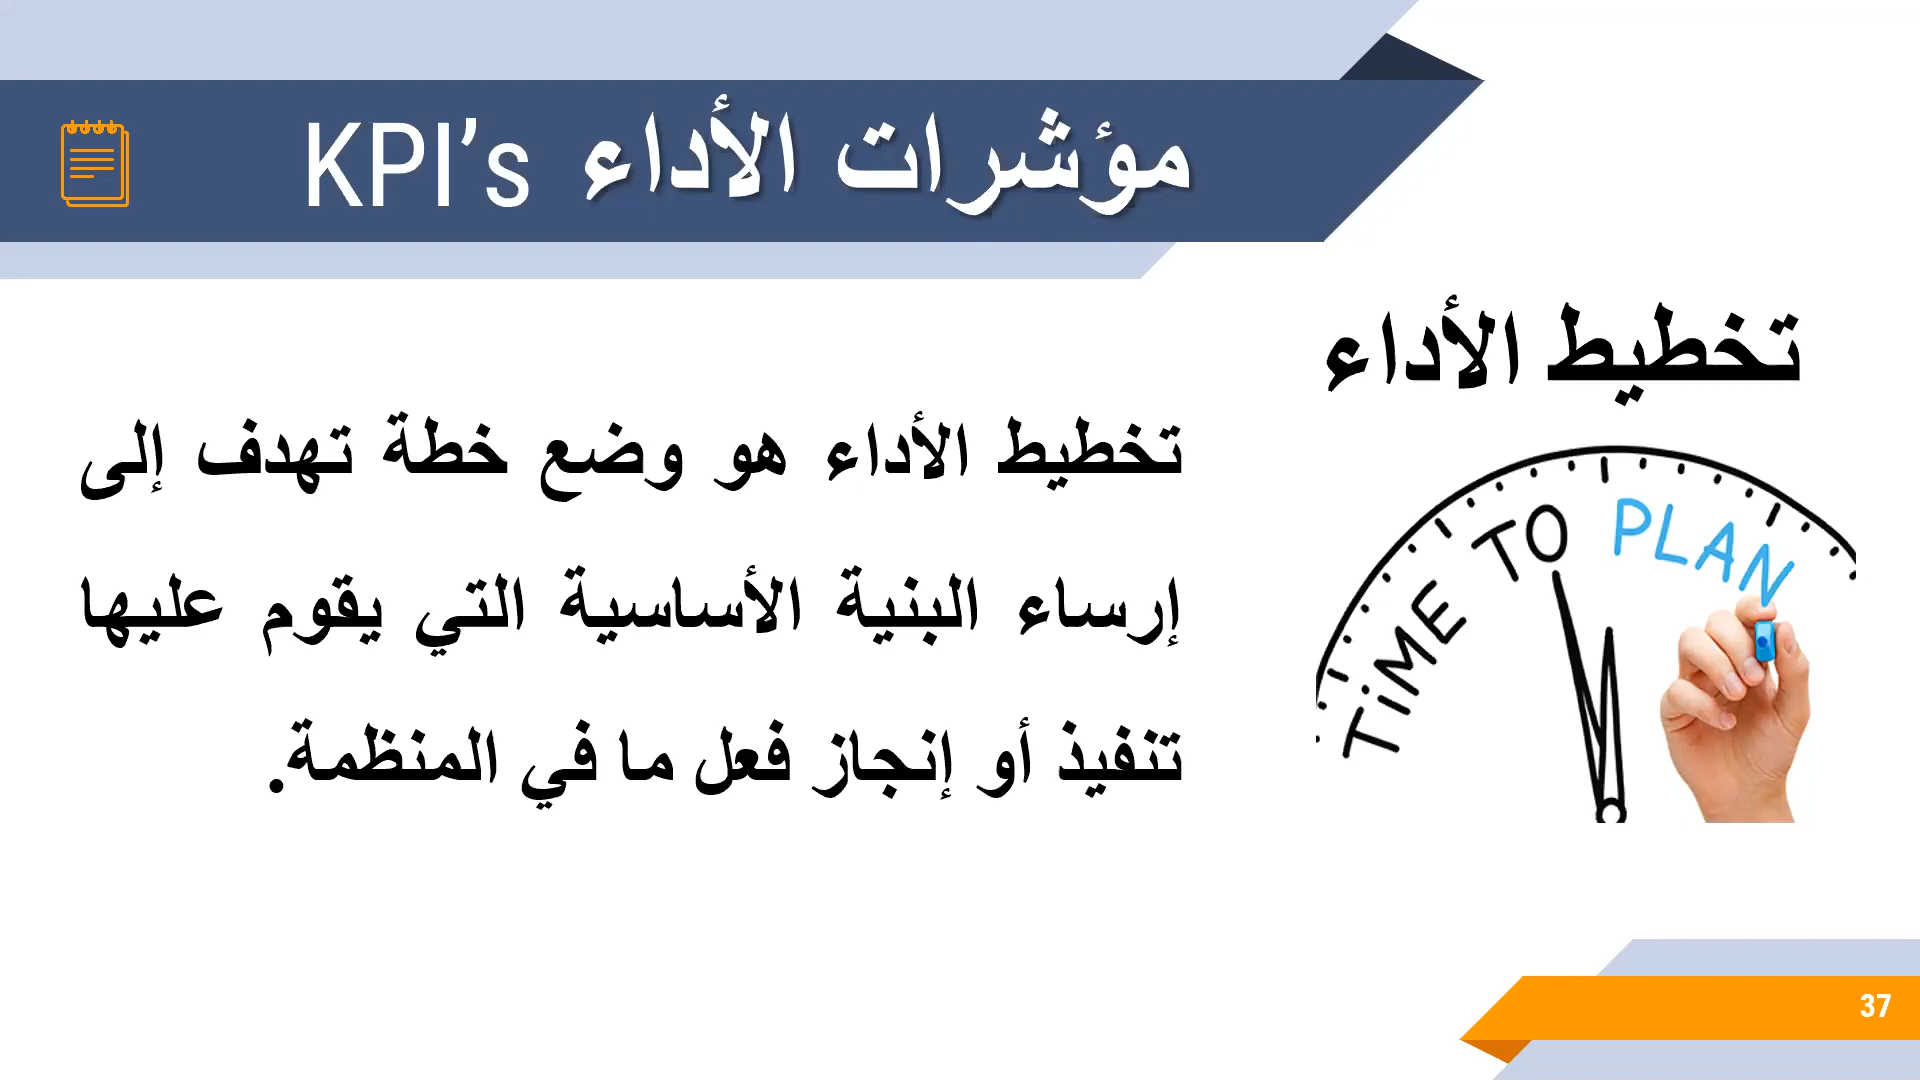 مؤشرات الأداء KPI’s
تخطيط الأداء
تخطيط الأداء هو وضع خطة تهدف إلى
إرساء البنية الأساسية التي يقوم عليها
تنفيذ أو إنجاز فعل ما في المنظمة.
TiME TO PLAN
37